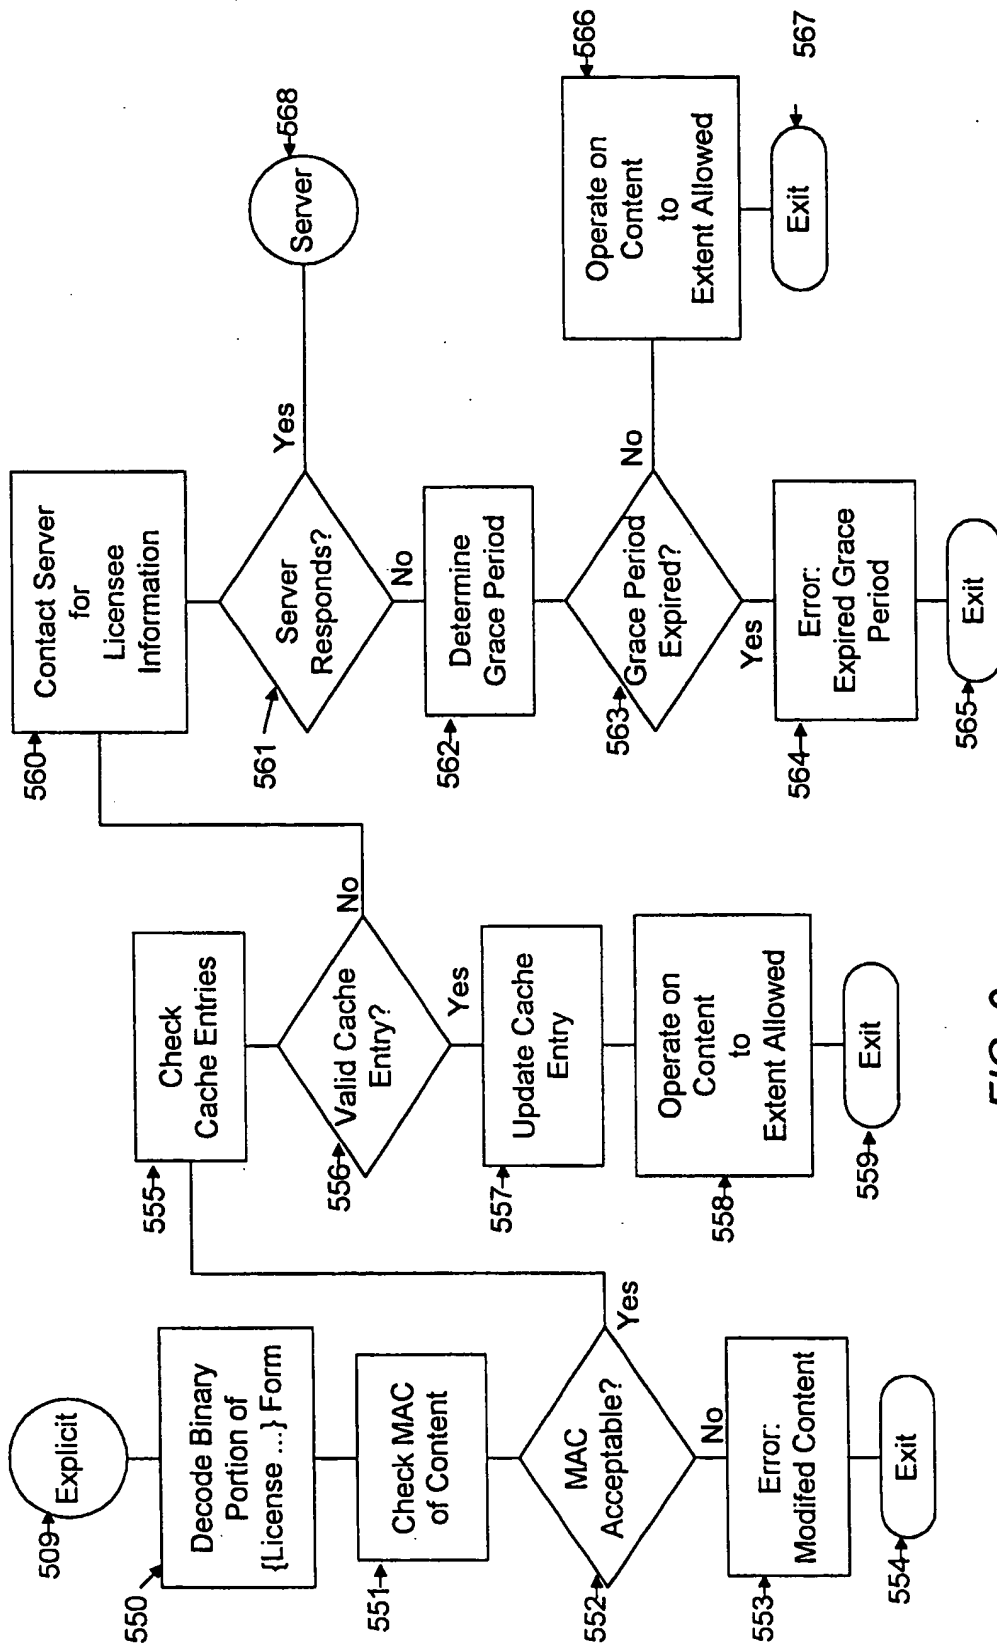 509
Explicit
550
Decode Binary
Portion of
{License ...} Form
551
Check MAC
of Content
552
MAC
Acceptable?
Yes
No
553
Error:
Modifed Content
554
Exit
555
Check
Cache Entries
556
Valid Cache
Entry?
No
Yes
557
Update Cache
Entry
558
Operate on
Content
to
Extent Allowed
559
Exit
560
Contact Server
for
Licensee
Information
561
Server
Responds?
Yes
Server
568
No
562
Determine
Grace Period
563
Grace Period
Expired?
No
Yes
564
Error:
Expired Grace
Period
565
Exit
566
Operate on
Content
to
Extent Allowed
567
Exit